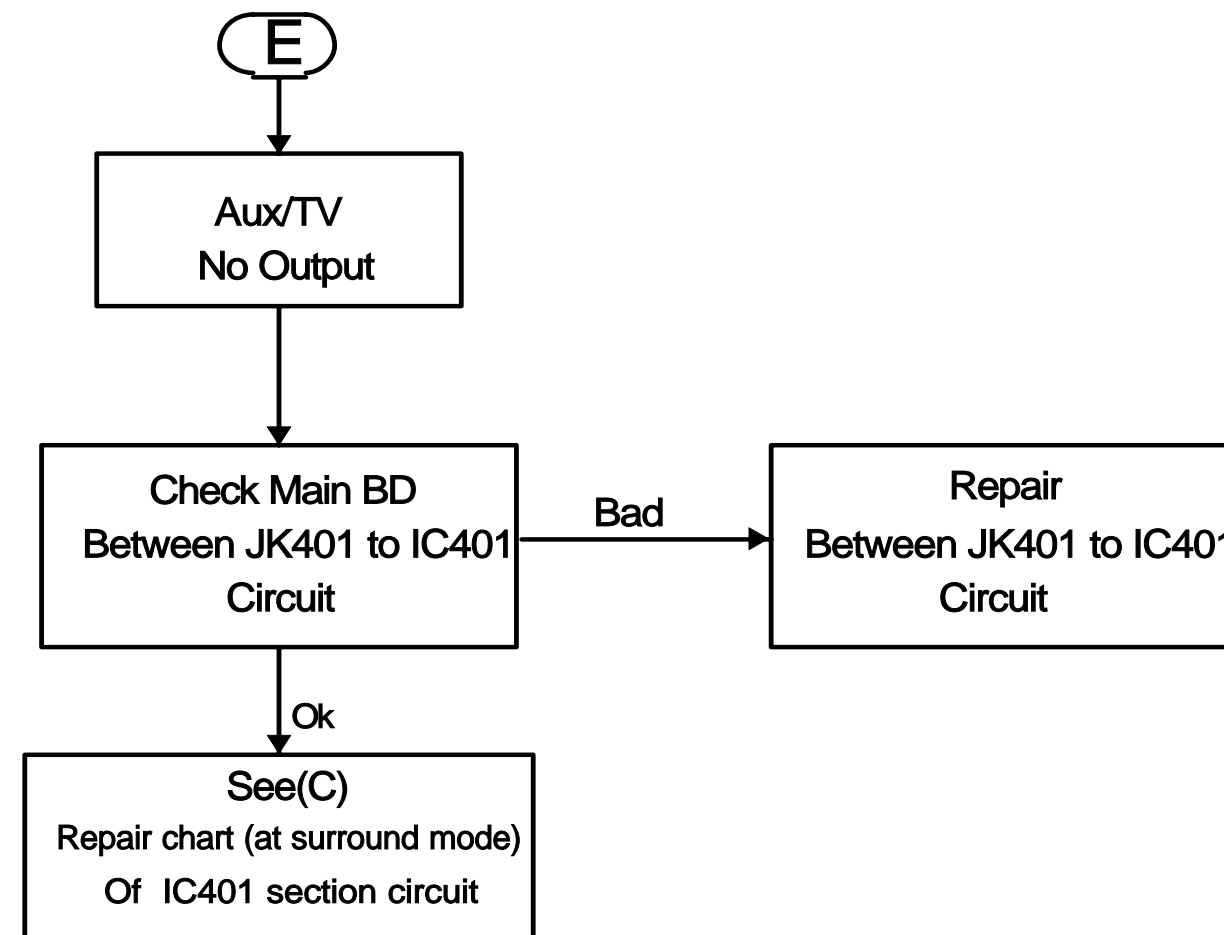 E
Aux/TV
No Output
Check Main BD
Between JK401 to IC401
Circuit
Bad
Repair
Between JK401 to IC401
Circuit
Ok
See(C)
Repair chart (at surround mode)
Of IC401 section circuit